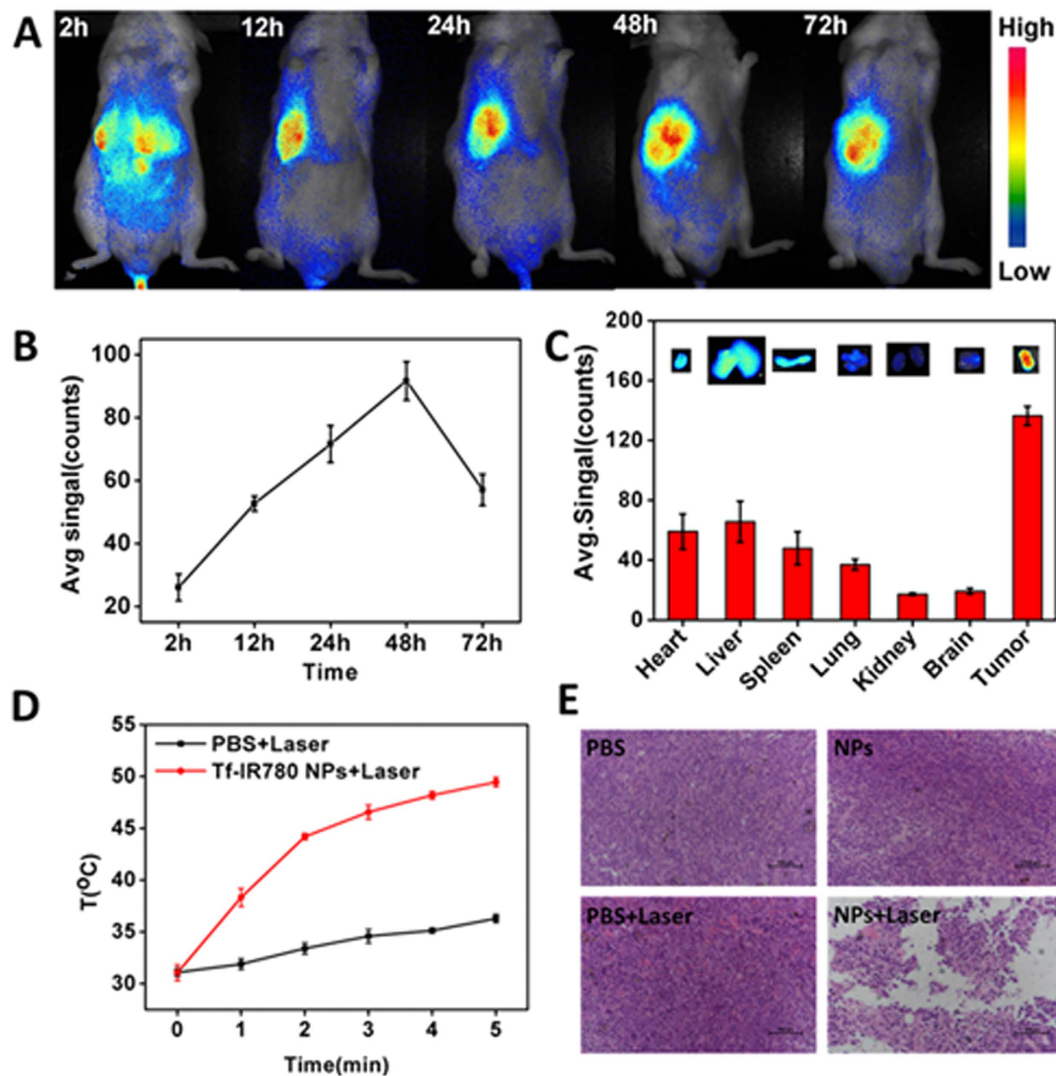 A
2h
12h
24h
48h
72h
High
Low
B
Avg singal(counts)
100
80
60
40
20
2h
12h
24h
48h
72h
Time
C
Avg.Singal(counts)
200
160
120
80
40
0
Heart
Liver
Spleen
Lung
Kidney
Brain
Tumor
D
T(°C)
55
50
45
40
35
30
PBS+Laser
Tf-IR780 NPs+Laser
0
1
2
3
4
5
Time(min)
E
PBS
NPs
PBS+Laser
NPs+Laser